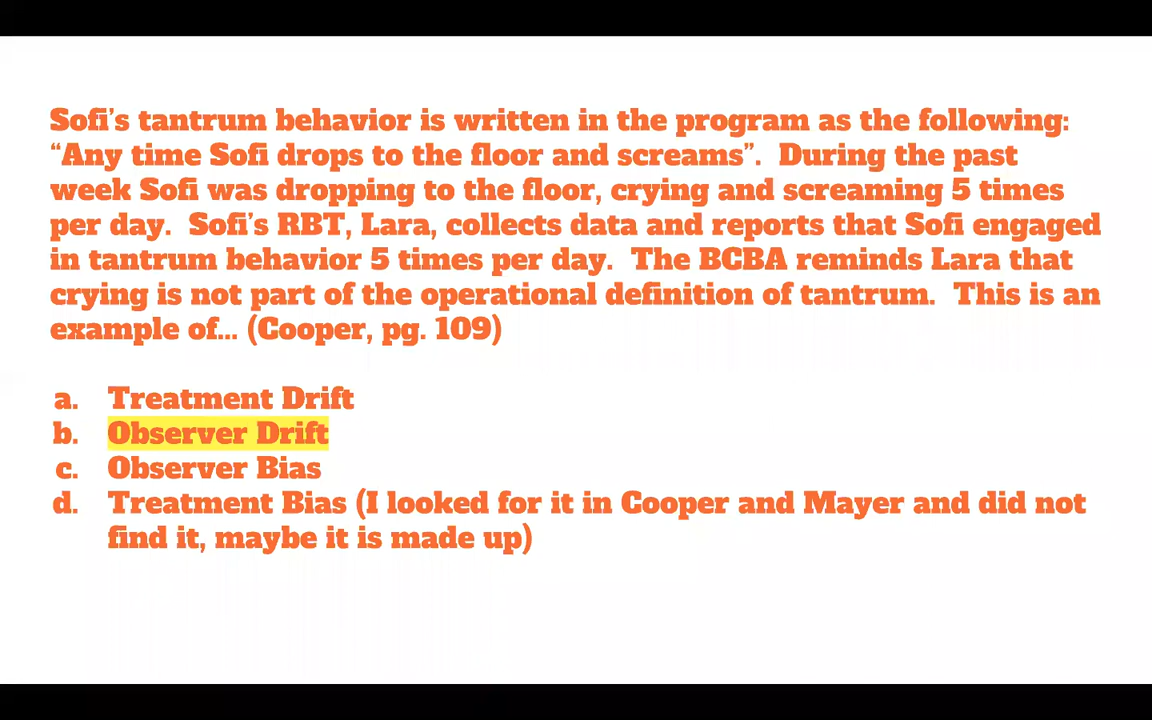 Sofi's tantrum behavior is written in the program as the following:
“Any time Sofi drops to the floor and screams”. During the past
week Sofi was dropping to the floor, crying and screaming 5 times
per day. Sofi's RBT, Lara, collects data and reports that Sofi engaged
in tantrum behavior 5 times per day. The BCBA reminds Lara that
crying is not part of the operational definition of tantrum. This is an
example of... (Cooper, pg. 109)
a. Treatment Drift
b. Observer Drift
c. Observer Bias
d. Treatment Bias (I looked for it in Cooper and Mayer and did not
find it, maybe it is made up)